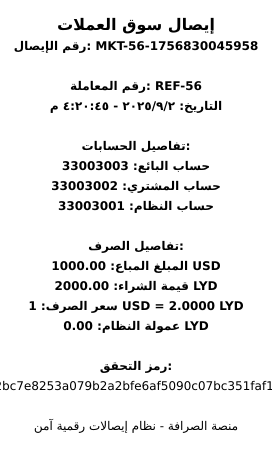 إيصال سوق العملات
رقم الإيصال: MKT-56-1756830045958
رقم المعاملة: REF-56
التاريخ: ٢٠٢٥/٩/٢ - ٤:٢٠:٤٥ م
تفاصيل الحسابات:
حساب البائع: 33003003
حساب المشتري: 33003002
حساب النظام: 33003001
تفاصيل الصرف:
المبلغ المباع: 1000.00 USD
قيمة الشراء: 2000.00 LYD
سعر الصرف: 1 USD = 2.0000 LYD
عمولة النظام: 0.00 LYD
رمز التحقق:
2bc7e8253a079b2a2bfe6af5090c07bc351faf1
منصة الصرافة - نظام إيصالات رقمية آمن